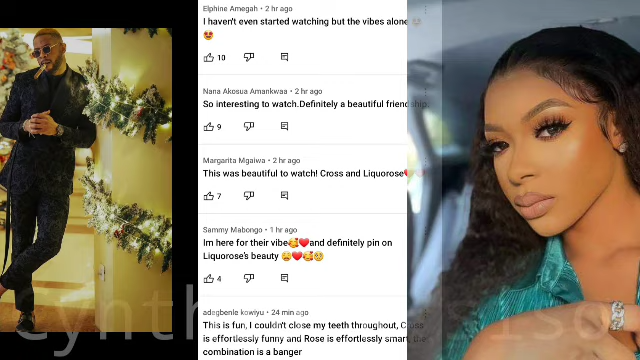 Elphine Amegah • 2 hr ago
I haven't even started watching but the vibes alone 🥹
😍
10
Nana Akosua Amankwaa • 2 hr ago
So interesting to watch.Definitely a beautiful friendship.
9
Margarita Mgaiwa • 2 hr ago
This was beautiful to watch! Cross and Liquorose❤️
7
Sammy Mabongo • 1 hr ago
Im here for their vibe🥰❤️and definitely pin on
Liquorose's beauty 😩❤️🥰🥺
4
adegbenle kowiyu • 24 min ago
This is fun, I couldn't close my teeth throughout, Cross
is effortlessly funny and Rose is effortlessly smart, the
combination is a banger